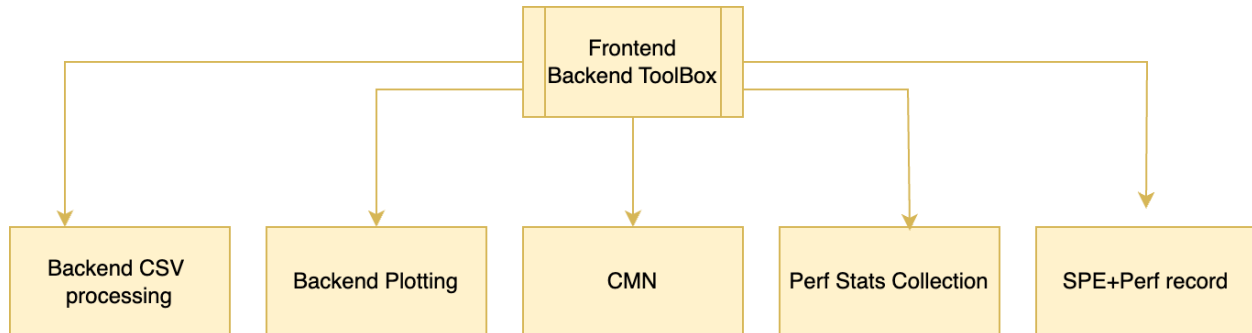 Frontend
Backend ToolBox
Backend CSV
processing
Backend Plotting
CMN
Perf Stats Collection
SPE+Perf record